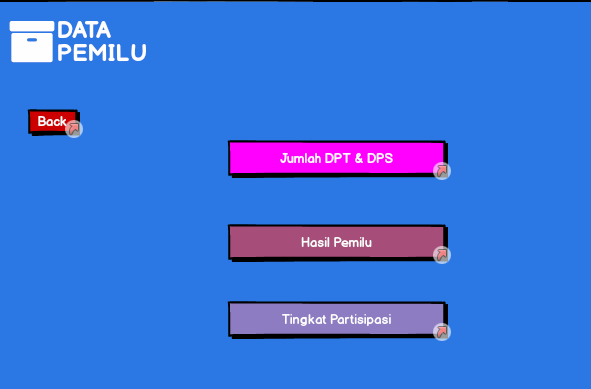 DATA
PEMILU
Back
Jumlah DPT & DPS
Hasil Pemilu
Tingkat Partisipasi